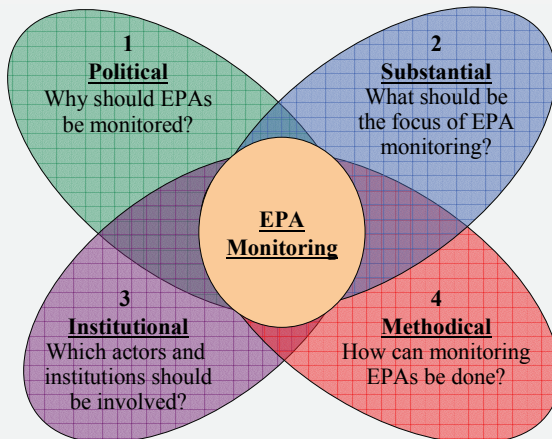 1
Political
Why should EPAs
be monitored?
2
Substantial
What should be
the focus of EPA
monitoring?
EPA
Monitoring
3
Institutional
Which actors and
institutions should
be involved?
4
Methodical
How can monitoring
EPAs be done?